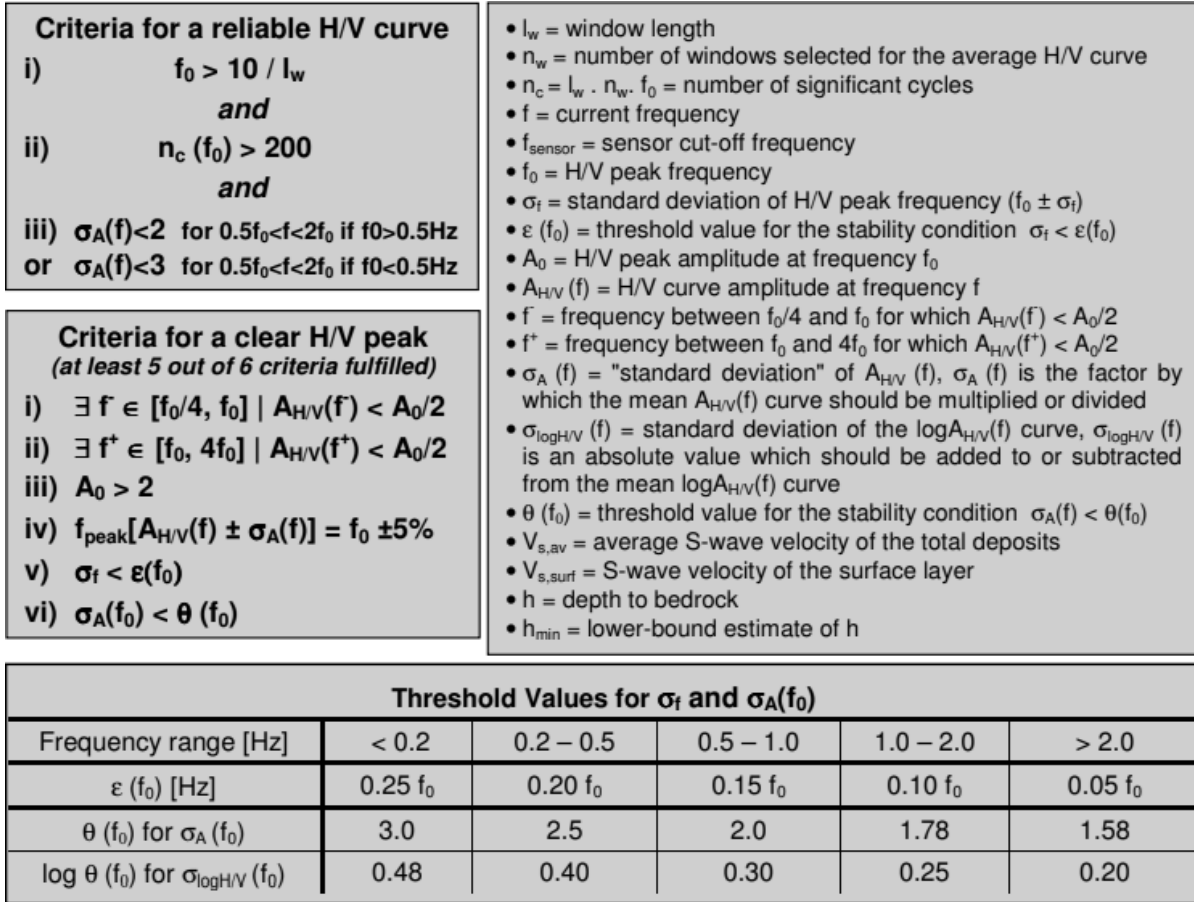 Criteria for a reliable H/V curve
i) f₀ > 10 / l_w
and
ii) n_c (f₀) > 200
and
iii) σ_A(f)<2 for 0.5f₀<f<2f₀ if f0>0.5Hz
or σ_A(f)<3 for 0.5f₀<f<2f₀ if f0<0.5Hz
Criteria for a clear H/V peak
(at least 5 out of 6 criteria fulfilled)
i) ∃ f⁻ ∈ [f₀/4, f₀] | A_H/V(f⁻) < A₀/2
ii) ∃ f⁺ ∈ [f₀, 4f₀] | A_H/V(f⁺) < A₀/2
iii) A₀ > 2
iv) f_peak[A_H/V(f) ± σ_A(f)] = f₀ ±5%
v) σ_f < ε(f₀)
vi) σ_A(f₀) < θ (f₀)
• l_w = window length
• n_w = number of windows selected for the average H/V curve
• n_c = l_w . n_w. f₀ = number of significant cycles
• f = current frequency
• f_sensor = sensor cut-off frequency
• f₀ = H/V peak frequency
• σ_f = standard deviation of H/V peak frequency (f₀ ± σ_f)
• ε (f₀) = threshold value for the stability condition σ_f < ε(f₀)
• A₀ = H/V peak amplitude at frequency f₀
• A_H/V (f) = H/V curve amplitude at frequency f
• f⁻ = frequency between f₀/4 and f₀ for which A_H/V(f⁻) < A₀/2
• f⁺ = frequency between f₀ and 4f₀ for which A_H/V(f⁺) < A₀/2
• σ_A (f) = "standard deviation" of A_H/V (f), σ_A (f) is the factor by
which the mean A_H/V(f) curve should be multiplied or divided
• σ_logH/V (f) = standard deviation of the logA_H/V(f) curve, σ_logH/V (f)
is an absolute value which should be added to or subtracted
from the mean logA_H/V(f) curve
• θ (f₀) = threshold value for the stability condition σ_A(f) < θ(f₀)
• V_s,av = average S-wave velocity of the total deposits
• V_s,surf = S-wave velocity of the surface layer
• h = depth to bedrock
• h_min = lower-bound estimate of h
Threshold Values for σ_f and σ_A(f₀)
Frequency range [Hz] < 0.2 0.2 – 0.5 0.5 – 1.0 1.0 – 2.0 > 2.0
ε (f₀) [Hz] 0.25 f₀ 0.20 f₀ 0.15 f₀ 0.10 f₀ 0.05 f₀
θ (f₀) for σ_A (f₀) 3.0 2.5 2.0 1.78 1.58
log θ (f₀) for σ_logH/V (f₀) 0.48 0.40 0.30 0.25 0.20